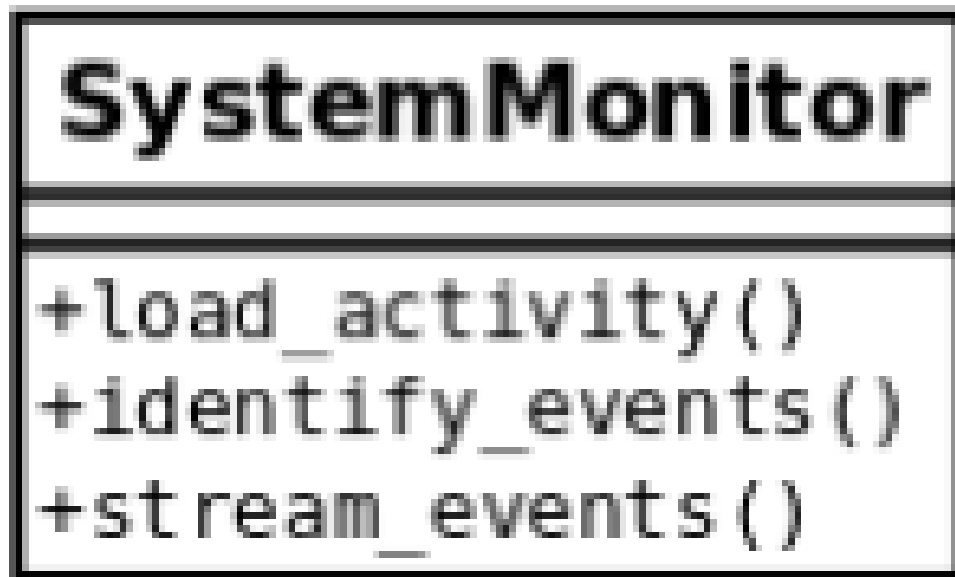 SystemMonitor
+load_activity()
+identify_events()
+stream_events()